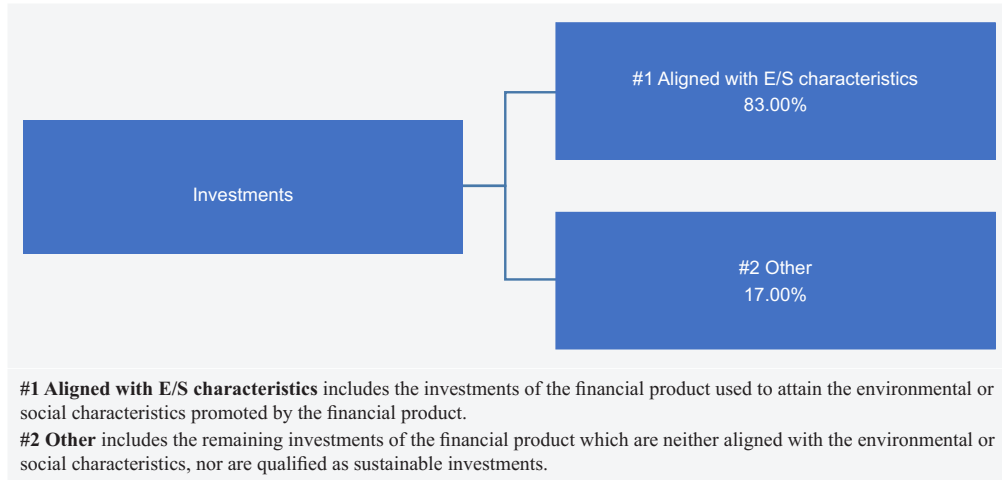 #1 Aligned with E/S characteristics
83.00%
Investments
#2 Other
17.00%
#1 Aligned with E/S characteristics includes the investments of the financial product used to attain the environmental or
social characteristics promoted by the financial product.
#2 Other includes the remaining investments of the financial product which are neither aligned with the environmental or
social characteristics, nor are qualified as sustainable investments.